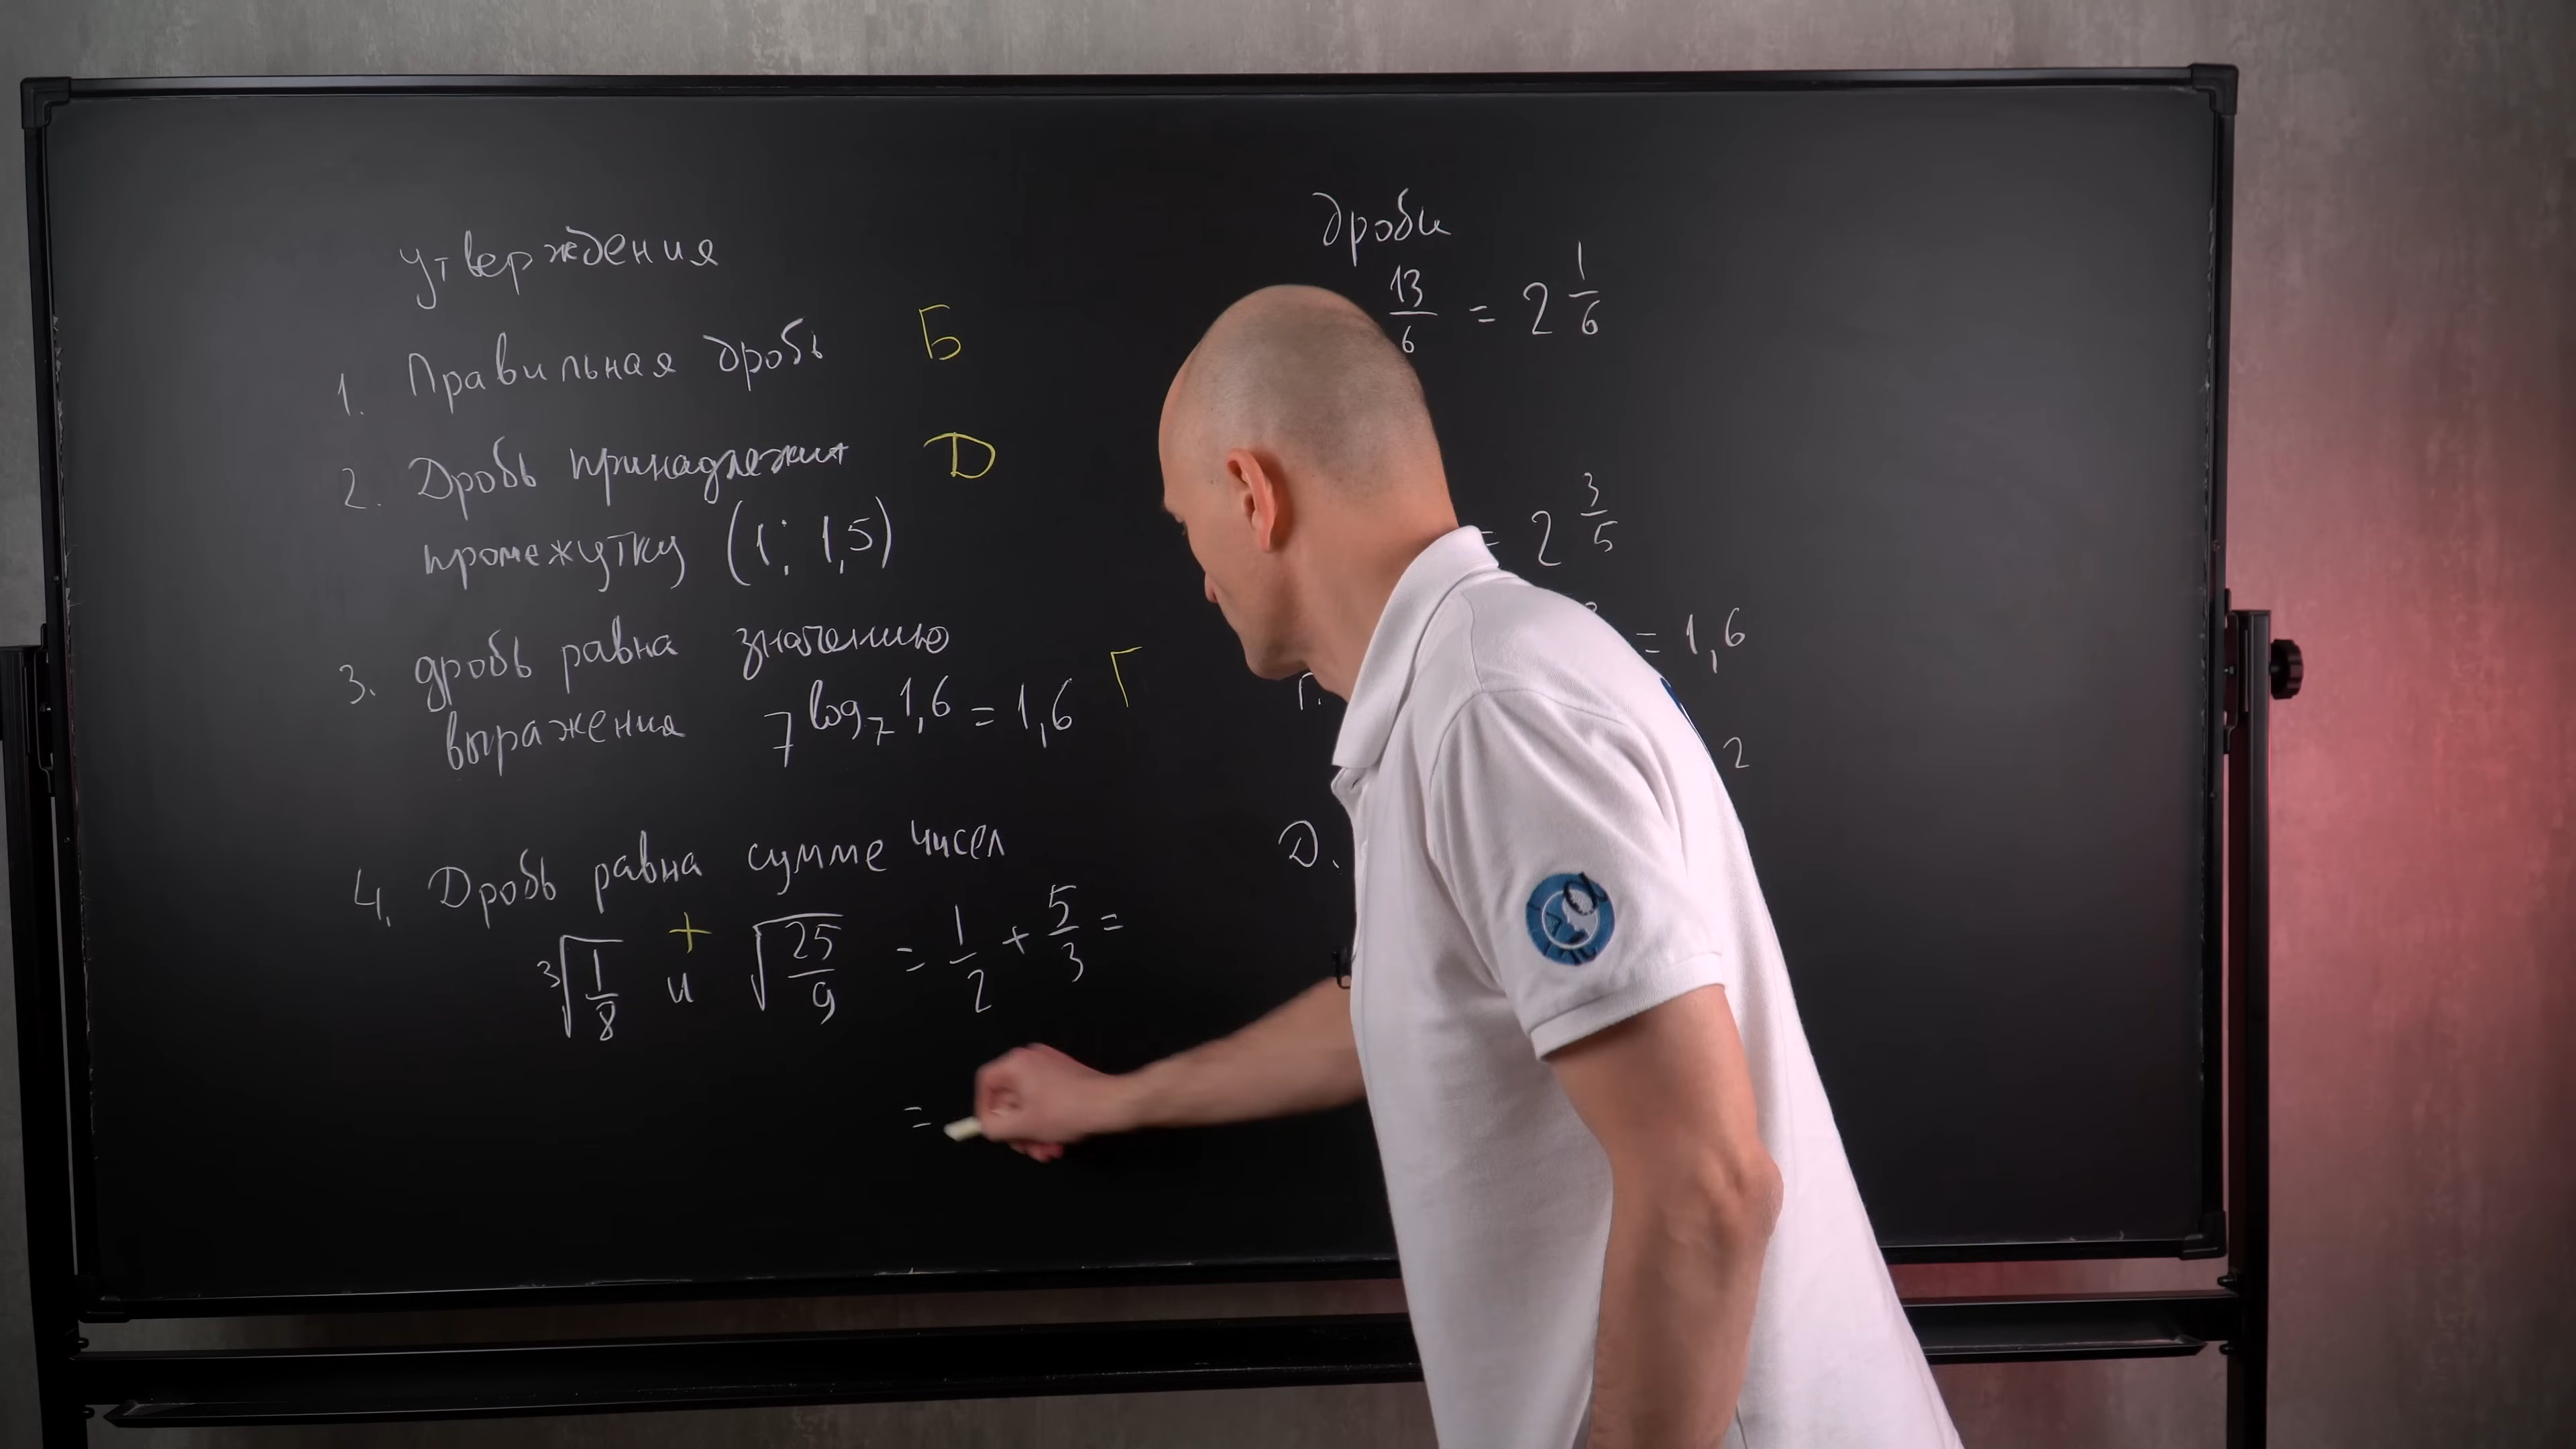 утверждения
1. Правильная дробь Б
2. Дробь принадлежит Д
промежутку (1; 1,5)
3. дробь равна значению
выражения 7^log₇ 1,6 = 1,6 Г
4. Дробь равна сумме чисел
∛(1/8) + и √(25/9) = 1/2 + 5/3 =
=
дроби
13/6 = 2 1/6
= 2 3/5
= 1,6
Г.
2
Д.